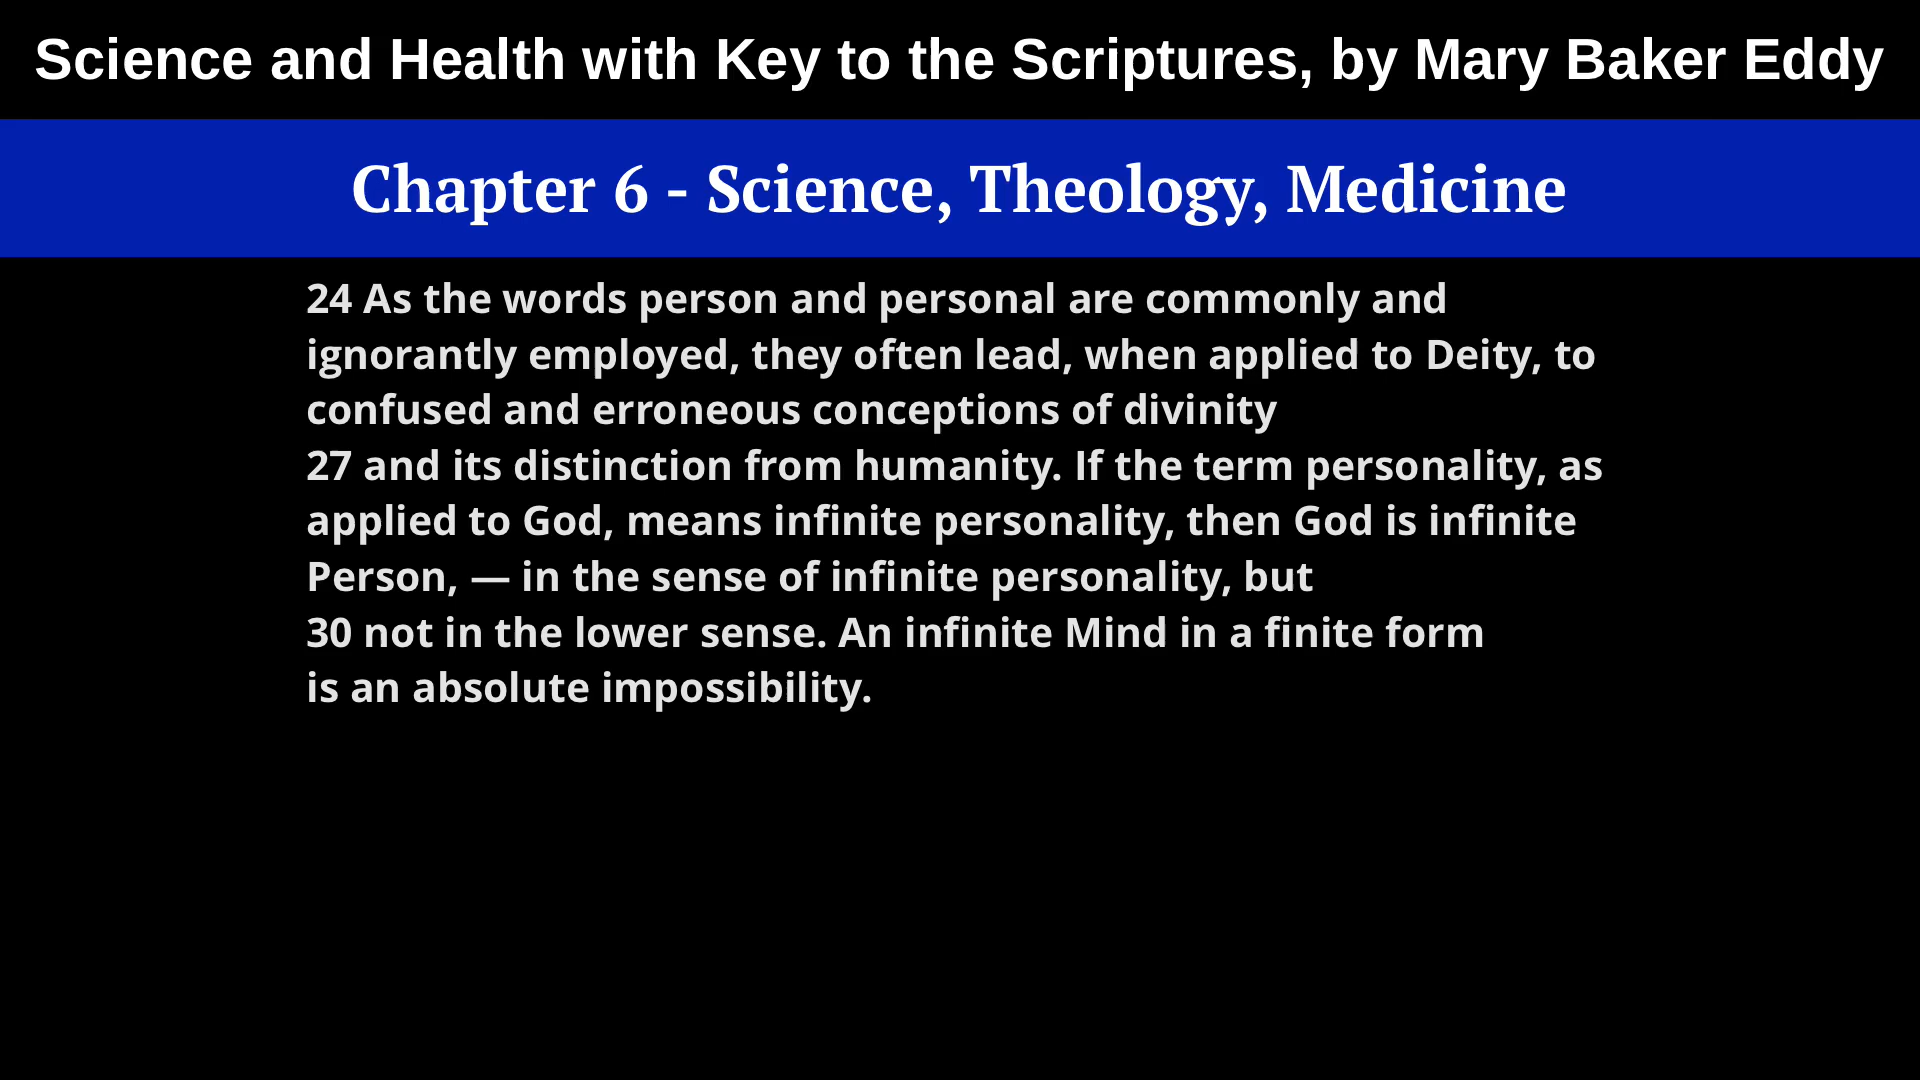 Science and Health with Key to the Scriptures, by Mary Baker Eddy
Chapter 6 - Science, Theology, Medicine
24 As the words person and personal are commonly and
ignorantly employed, they often lead, when applied to Deity, to
confused and erroneous conceptions of divinity
27 and its distinction from humanity. If the term personality, as
applied to God, means infinite personality, then God is infinite
Person, — in the sense of infinite personality, but
30 not in the lower sense. An infinite Mind in a finite form
is an absolute impossibility.